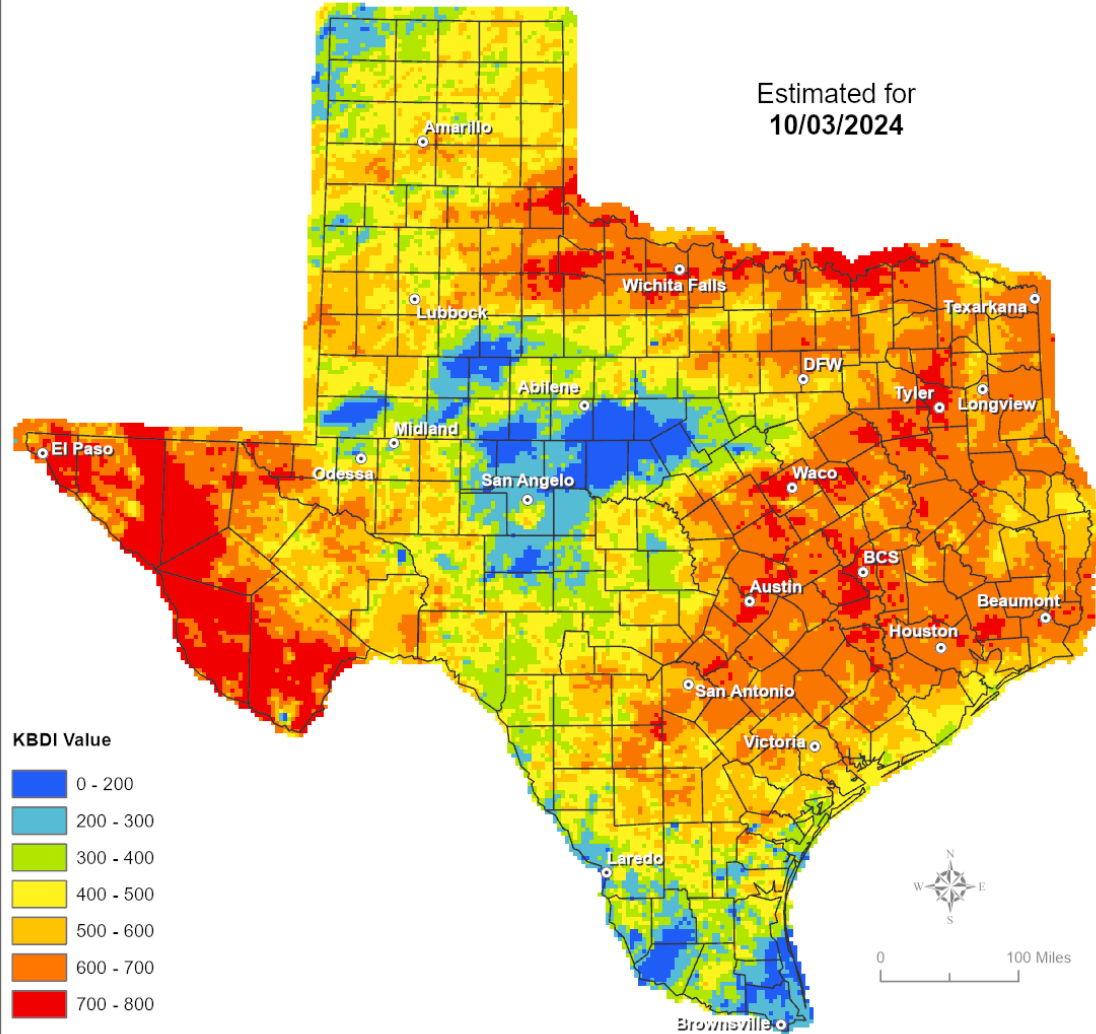 Estimated for
10/03/2024
Amarillo
Wichita Falls
Lubbock
Texarkana
DFW
Abilene
Tyler
Longview
Midland
El Paso
Odessa
San Angelo
Waco
BCS
Austin
Beaumont
Houston
San Antonio
Victoria
KBDI Value
0 - 200
200 - 300
300 - 400
400 - 500
500 - 600
600 - 700
700 - 800
Laredo
N
W E
S
0 100 Miles
Brownsville